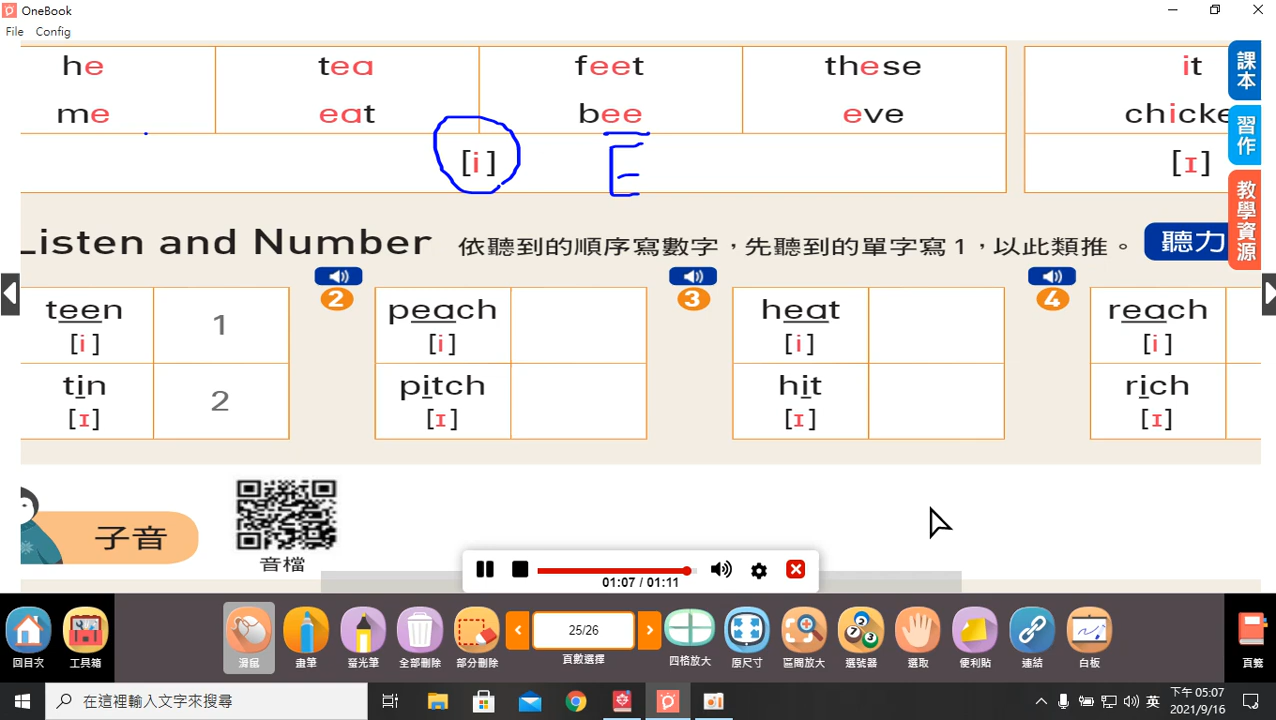 OneBook
File Config
he tea feet these it
me eat bee eve chicke
[i] E [ɪ]
課本
習作
教學資源
Listen and Number 依聽到的順序寫數字，先聽到的單字寫 1，以此類推。 聽力
2 3 4
teen 1 peach heat reach
[i] [i] [i] [i]
tin 2 pitch hit rich
[ɪ] [ɪ] [ɪ] [ɪ]
子音
音檔
01:07 / 01:11
25/26
回目次 工具箱 滑鼠 畫筆 螢光筆 全部刪除 部分刪除 頁數選擇 四格放大 原尺寸 區間放大 選號器 選取 便利貼 連結 白板 頁籤
在這裡輸入文字來搜尋
英
下午 05:07
2021/9/16